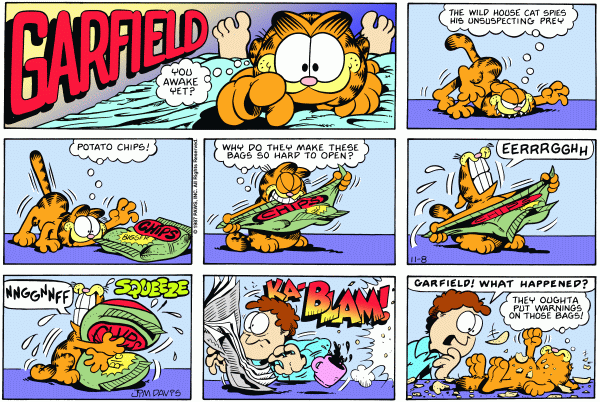 GARFIELD
YOU
AWAKE
YET?
THE WILD HOUSE CAT SPIES
HIS UNSUSPECTING PREY
POTATO CHIPS!
CHIPS
WHY DO THEY MAKE THESE
BAGS SO HARD TO OPEN?
CHIPS
EERRRGGHH
11-8
NNGGNNFF
SQUEEZE
CHIPS
JIM DAVIS
KA-BLAM!
GARFIELD! WHAT HAPPENED?
THEY OUGHTA
PUT WARNINGS
ON THOSE BAGS!